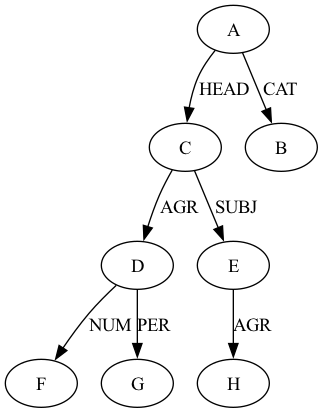 A
HEAD CAT
C B
AGR SUBJ
D E
NUM PER AGR
F G H